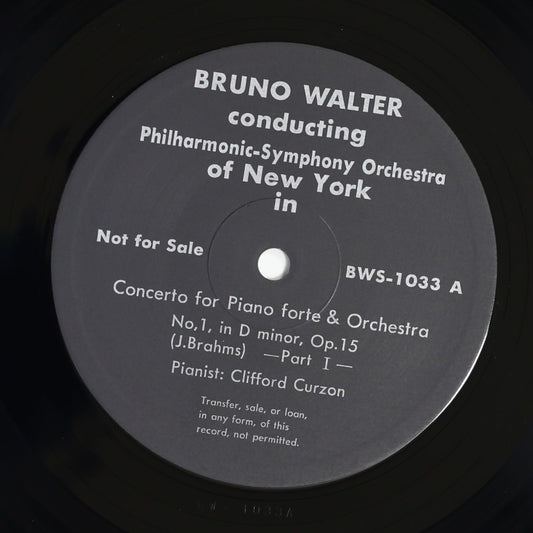 BRUNO WALTER
conducting
Philharmonic-Symphony Orchestra
of New York
in
Not for Sale
BWS-1033 A
Concerto for Piano forte & Orchestra
No,1, in D minor, Op.15
(J.Brahms) —Part I—
Pianist: Clifford Curzon
Transfer, sale, or loan,
in any form, of this
record, not permitted.
1033A